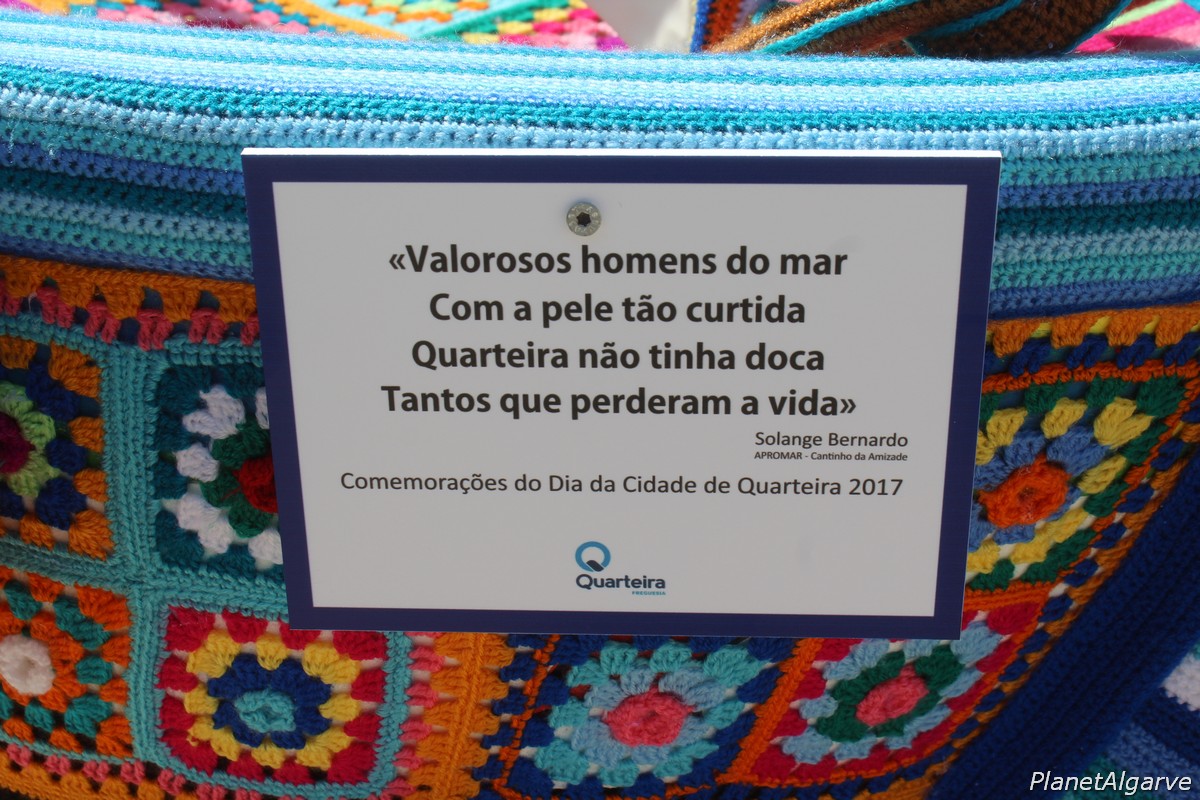 «Valorosos homens do mar
Com a pele tão curtida
Quarteira não tinha doca
Tantos que perderam a vida»
Solange Bernardo
APROMAR - Cantinho da Amizade
Comemorações do Dia da Cidade de Quarteira 2017
Quarteira
FREGUESIA
PlanetAlgarve